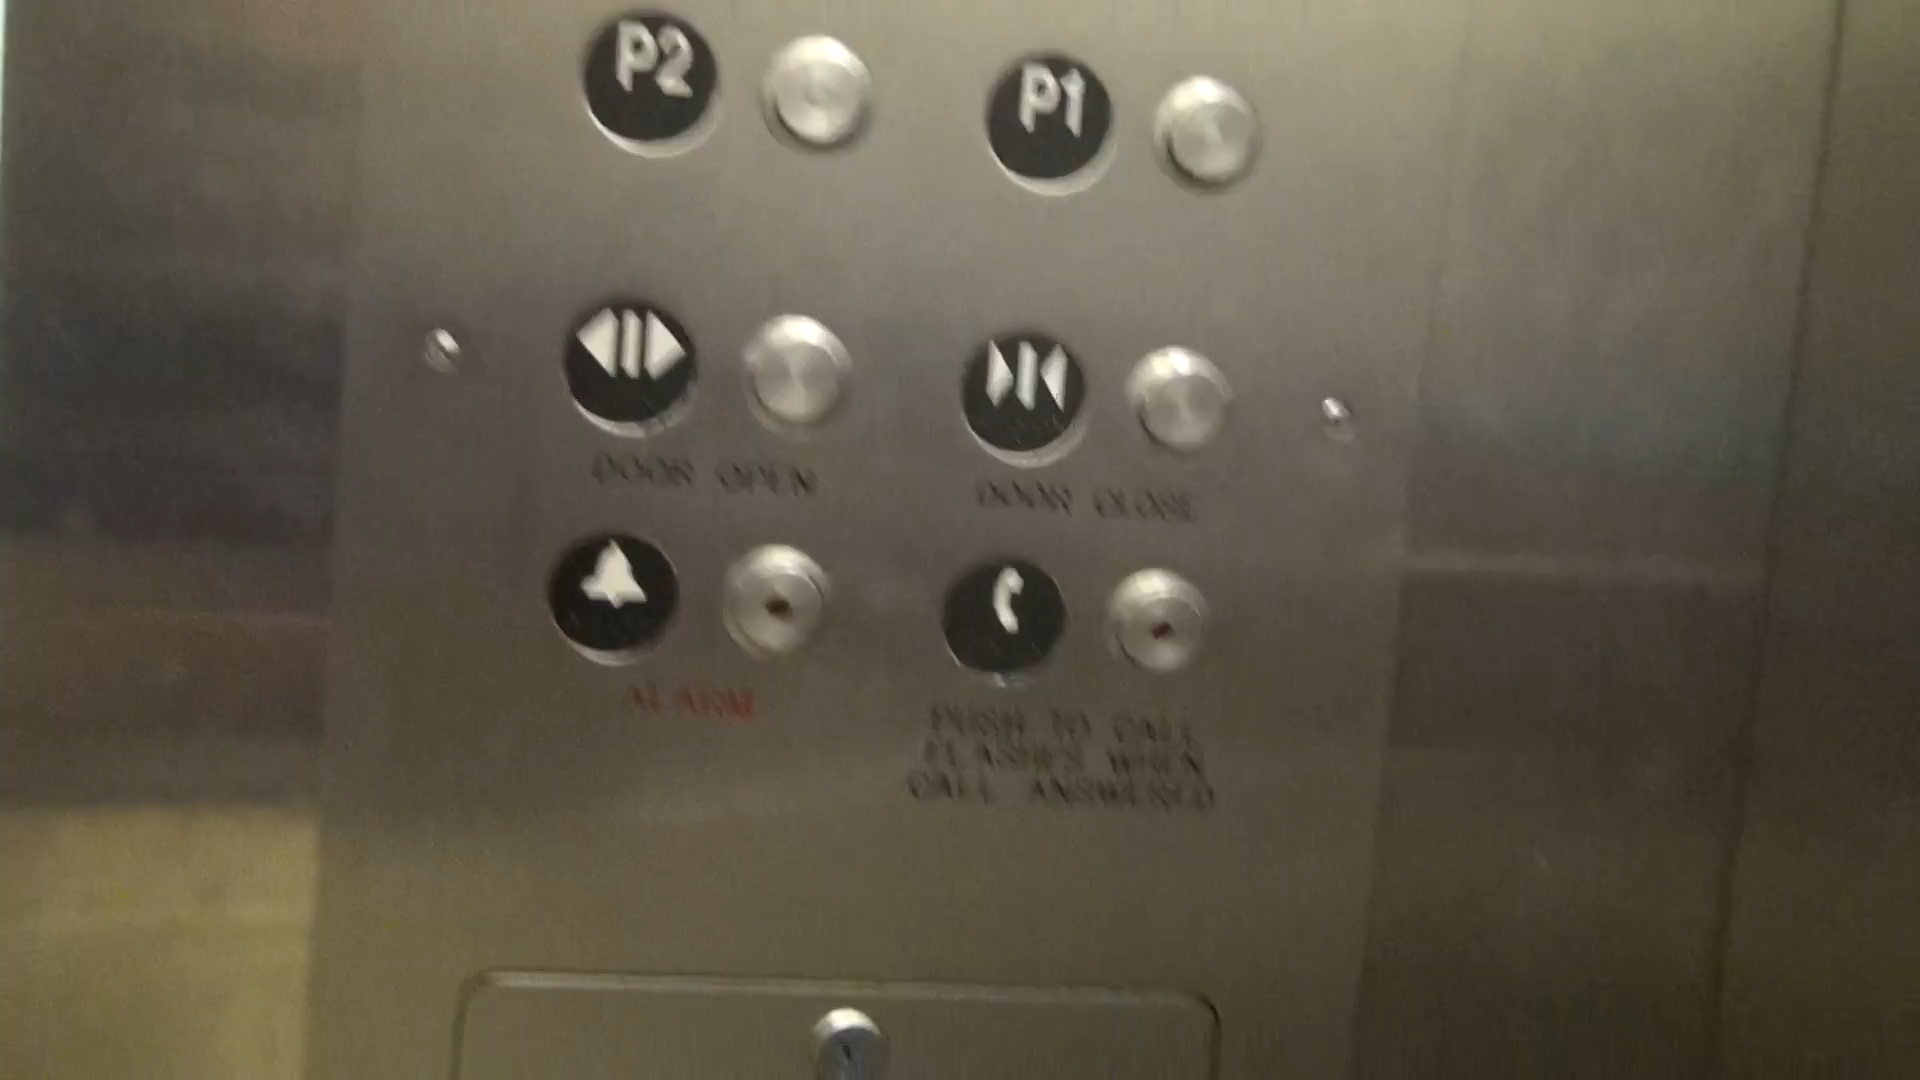 P2 P1
DOOR OPEN DOOR CLOSE
ALARM
PUSH TO CALL
FLASHES WHEN
CALL ANSWERED